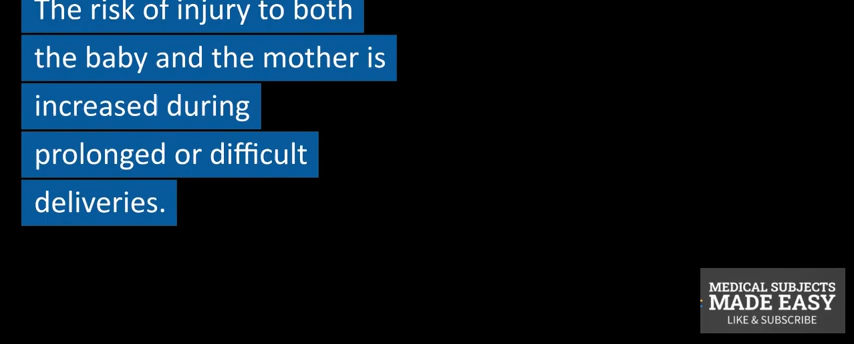 The risk of injury to both
the baby and the mother is
increased during
prolonged or difficult
deliveries.
MEDICAL SUBJECTS
MADE EASY
LIKE & SUBSCRIBE